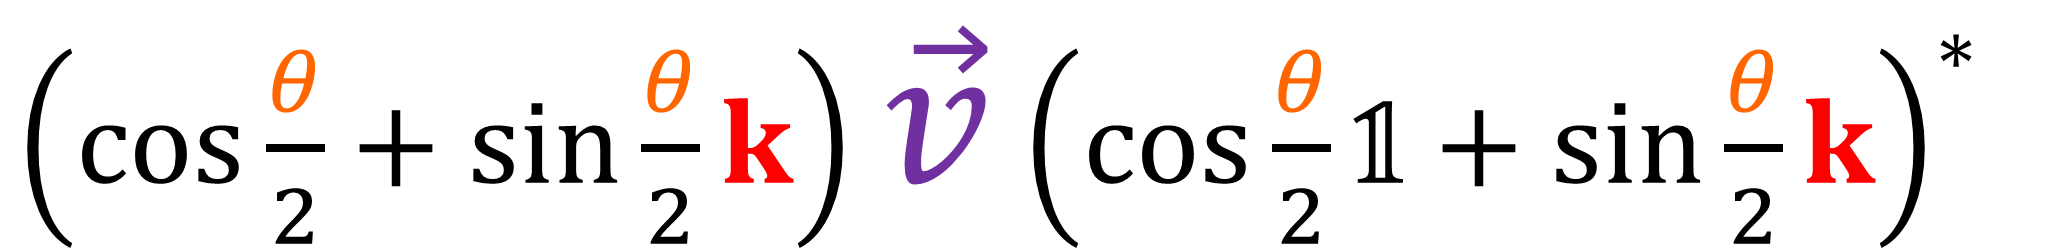 (cos θ/2 + sin θ/2 𝐤) v⃗ (cos θ/2 𝟙 + sin θ/2 𝐤)*